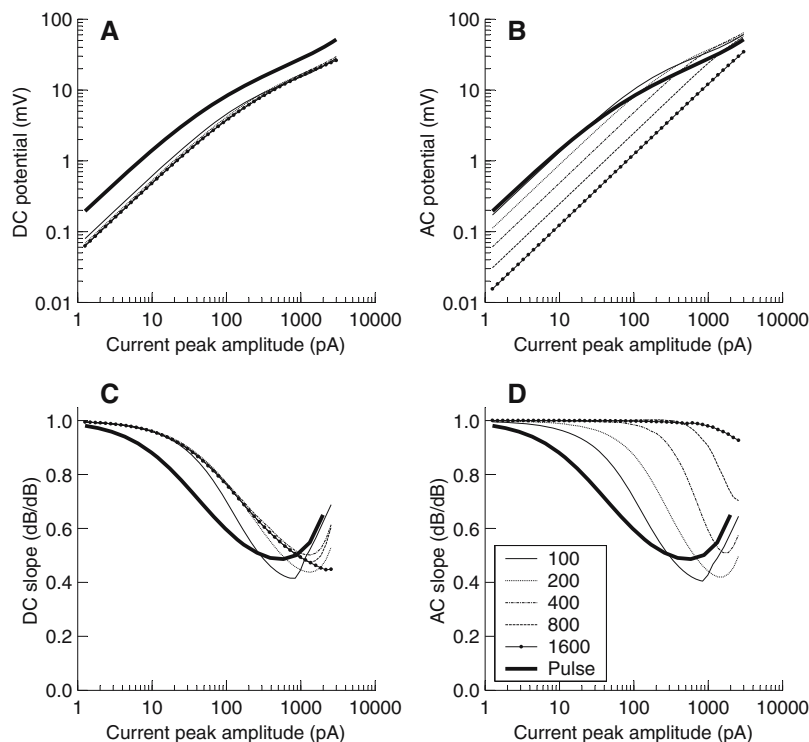 A
DC potential (mV)
100
10
1
0.1
0.01
1 10 100 1000 10000
Current peak amplitude (pA)
B
AC potential (mV)
100
10
1
0.1
0.01
1 10 100 1000 10000
Current peak amplitude (pA)
C
DC slope (dB/dB)
1.0
0.8
0.6
0.4
0.2
0.0
1 10 100 1000 10000
Current peak amplitude (pA)
D
AC slope (dB/dB)
1.0
0.8
0.6
0.4
0.2
0.0
100
200
400
800
1600
Pulse
1 10 100 1000 10000
Current peak amplitude (pA)